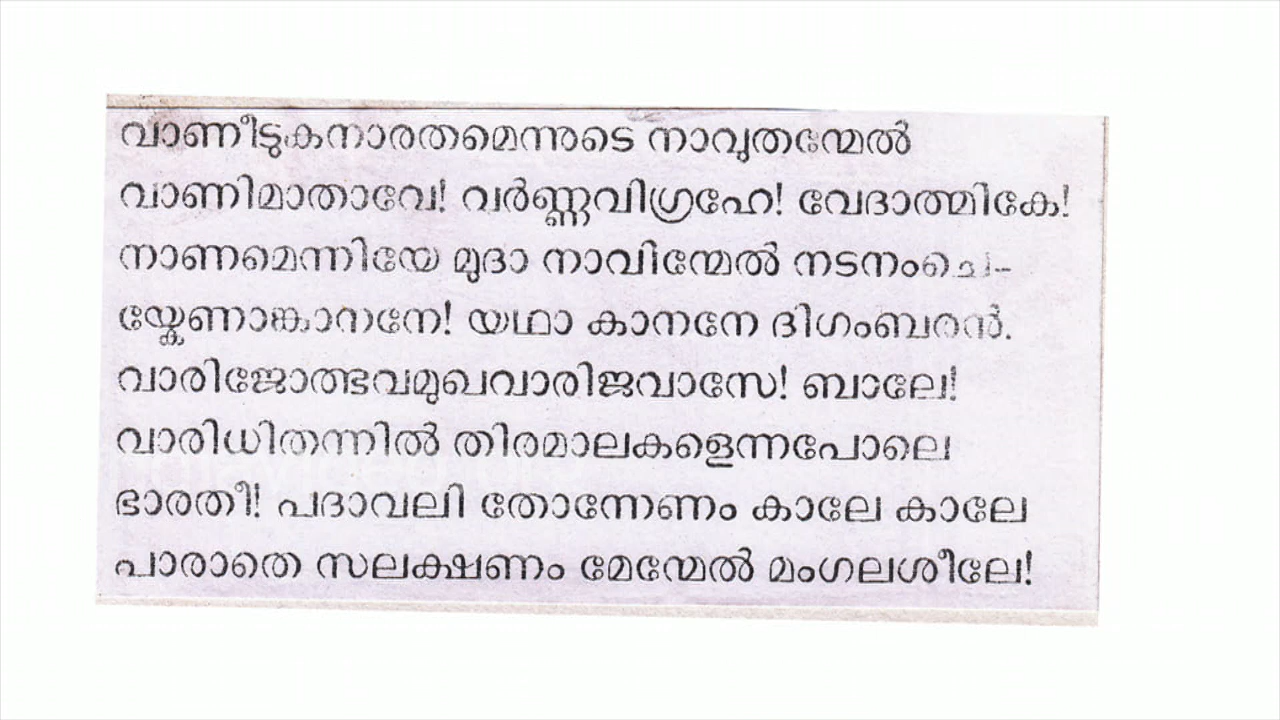 വാണീടുകനാരതമെന്നുടെ നാവുതന്മേൽ
വാണിമാതാവേ! വർണ്ണവിഗ്രഹേ! വേദാത്മികേ!
നാണമെന്നിയേ മുദാ നാവിന്മേൽ നടനംചെ-
യ്കേണാങ്കാനനേ! യഥാ കാനനേ ദിഗംബരൻ.
വാരിജോത്ഭവമുഖവാരിജവാസേ! ബാലേ!
വാരിധിതന്നിൽ തിരമാലകളെന്നപോലെ
ഭാരതീ! പദാവലി തോന്നേണം കാലേ കാലേ
പാരാതെ സലക്ഷണം മേന്മേൽ മംഗലശീലേ!